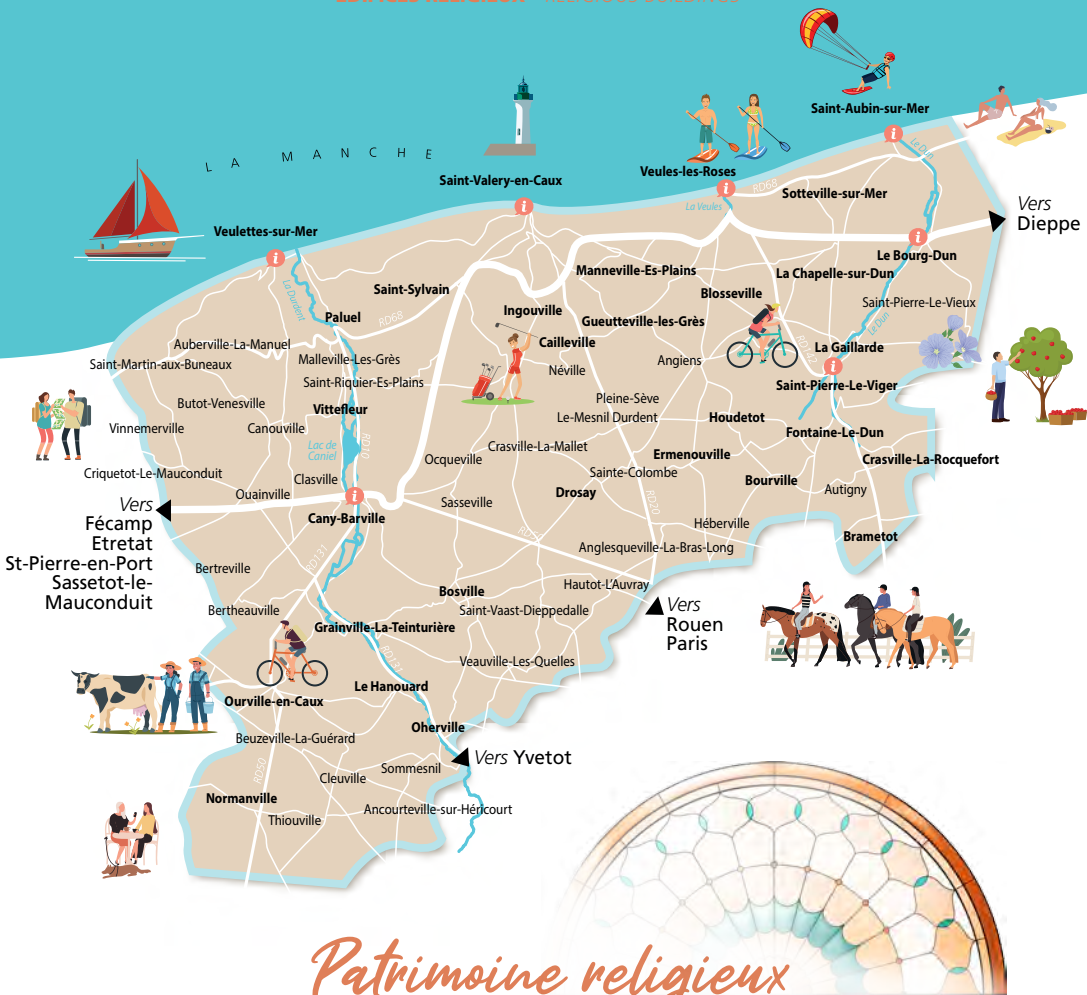 LA MANCHE
Saint-Aubin-sur-Mer
Le Dun
Veules-les-Roses
RD68
Sotteville-sur-Mer
La Veules
Saint-Valery-en-Caux
Vers
Dieppe
Veulettes-sur-Mer
Le Bourg-Dun
Manneville-Es-Plains
La Chapelle-sur-Dun
La Durdent
Saint-Sylvain
Blosseville
Saint-Pierre-Le-Vieux
Ingouville
Paluel
RD68
Gueutteville-les-Grès
Le Dun
Cailleville
RD142
La Gaillarde
Auberville-La-Manuel
Malleville-Les-Grès
Angiens
Saint-Martin-aux-Buneaux
Néville
Saint-Riquier-Es-Plains
Saint-Pierre-Le-Viger
Pleine-Sève
Butot-Venesville
Vittefleur
Le-Mesnil Durdent
Houdetot
Vinnemerville
Canouville
Fontaine-Le-Dun
Lac de
Caniel
RD10
Crasville-La-Mallet
Ermenouville
Ocqueville
Crasville-La-Rocquefort
Criquetot-Le-Mauconduit
Sainte-Colombe
Clasville
Bourville
Ouainville
Drosay
Autigny
Sasseville
RD20
Vers
Fécamp
Etretat
St-Pierre-en-Port
Sassetot-le-
Mauconduit
Cany-Barville
Héberville
Brametot
Anglesqueville-La-Bras-Long
RD131
Bertreville
Hautot-L'Auvray
Bosville
Bertheauville
Saint-Vaast-Dieppedalle
Vers
Rouen
Paris
Grainville-La-Teinturière
RD131
Veauville-Les-Quelles
Le Hanouard
Ourville-en-Caux
Oherville
Beuzeville-La-Guérard
Vers Yvetot
RD50
Sommesnil
Cleuville
Normanville
Ancourteville-sur-Héricourt
Thiouville
Patrimoine religieux